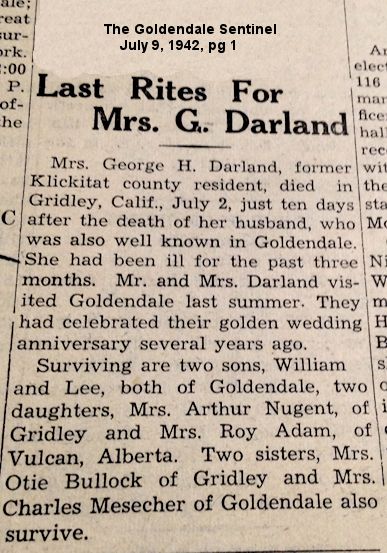 The Goldendale Sentinel
July 9, 1942, pg 1
Last Rites For
Mrs. G. Darland
Mrs. George H. Darland, former
Klickitat county resident, died in
Gridley, Calif., July 2, just ten days
after the death of her husband, who
was also well known in Goldendale.
She had been ill for the past three
months. Mr. and Mrs. Darland vis-
ited Goldendale last summer. They
had celebrated their golden wedding
anniversary several years ago.
Surviving are two sons, William
and Lee, both of Goldendale, two
daughters, Mrs. Arthur Nugent, of
Gridley and Mrs. Roy Adam, of
Vulcan, Alberta. Two sisters, Mrs.
Otie Bullock of Gridley and Mrs.
Charles Mesecher of Goldendale also
survive.